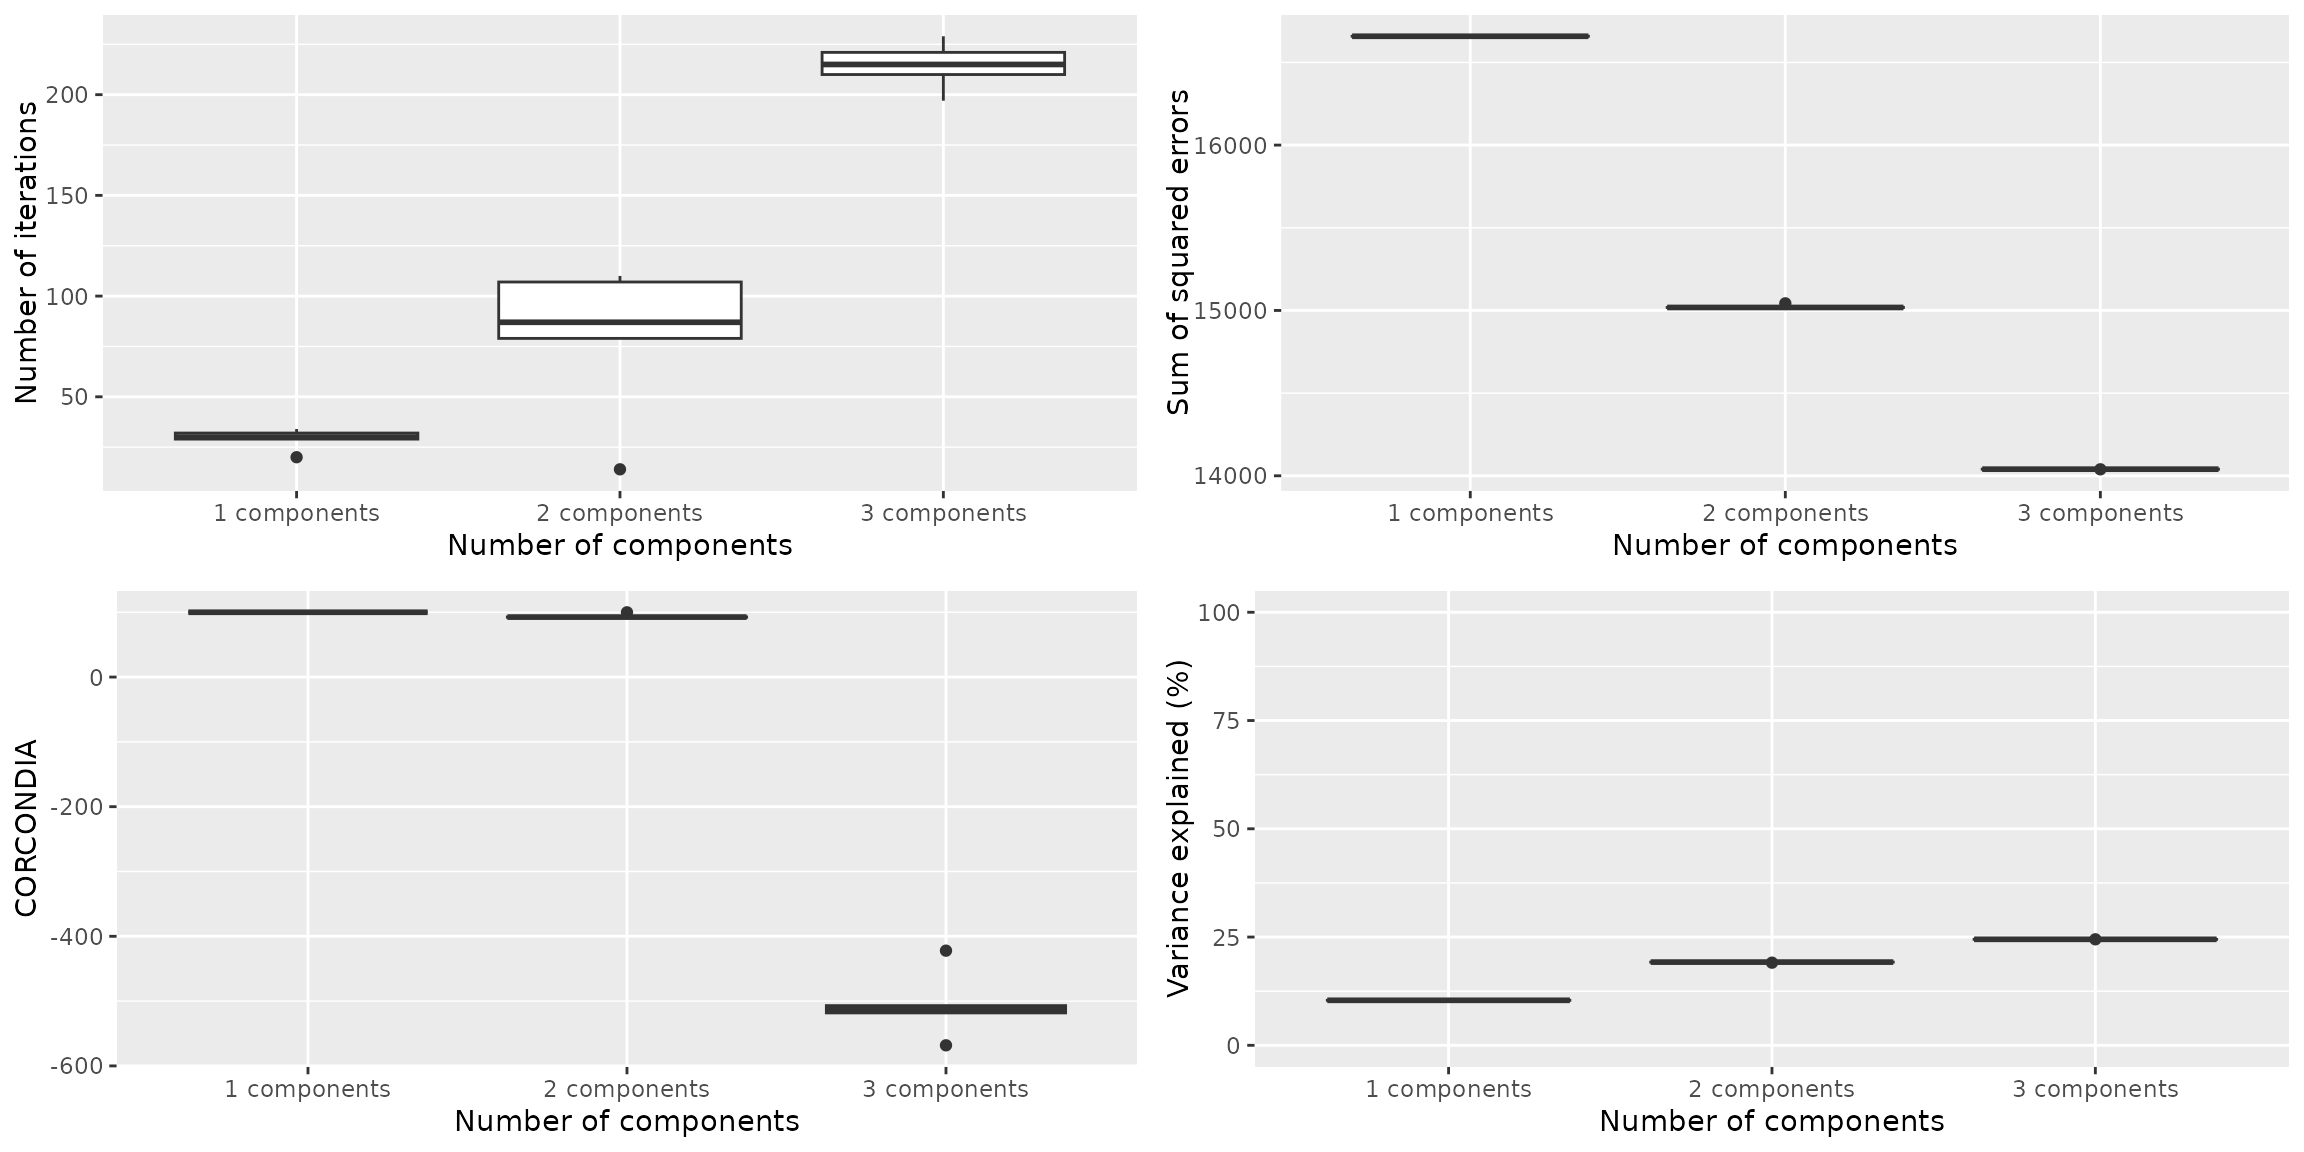 Number of iterations
200
150
100
50
1 components
2 components
3 components
Number of components
Sum of squared errors
16000
15000
14000
1 components
2 components
3 components
Number of components
CORCONDIA
0
-200
-400
-600
1 components
2 components
3 components
Number of components
Variance explained (%)
100
75
50
25
0
1 components
2 components
3 components
Number of components